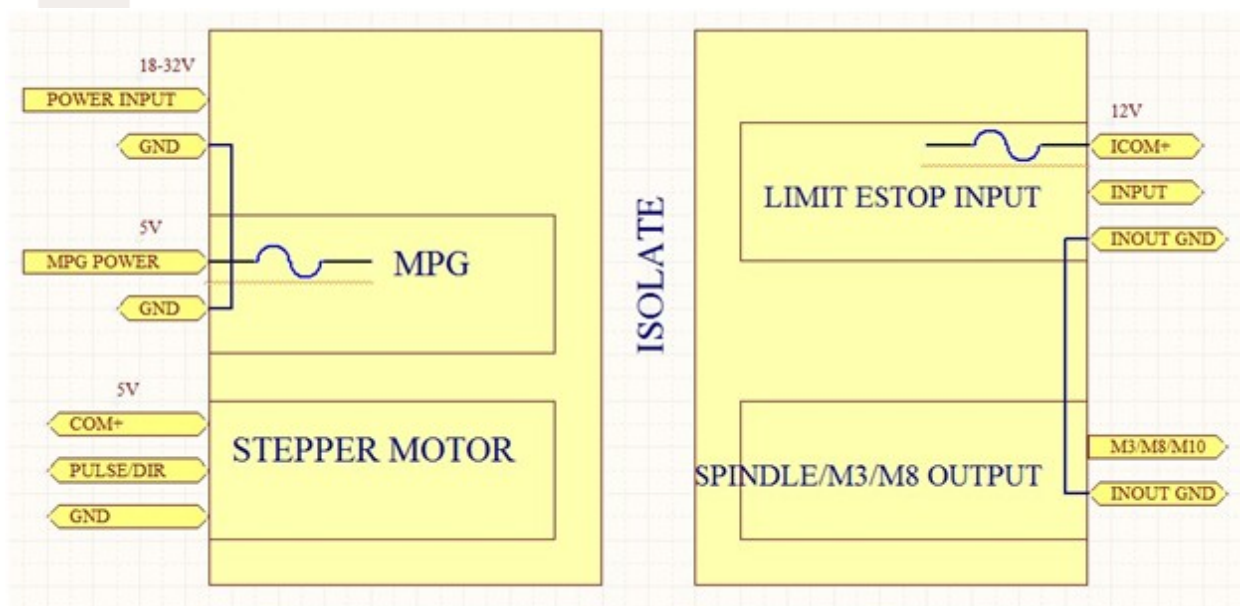 18-32V
POWER INPUT
GND
5V
MPG POWER
MPG
GND
5V
COM+
STEPPER MOTOR
PULSE/DIR
GND
ISOLATE
12V
ICOM+
LIMIT ESTOP INPUT
INPUT
INOUT GND
M3/M8/M10
SPINDLE/M3/M8 OUTPUT
INOUT GND